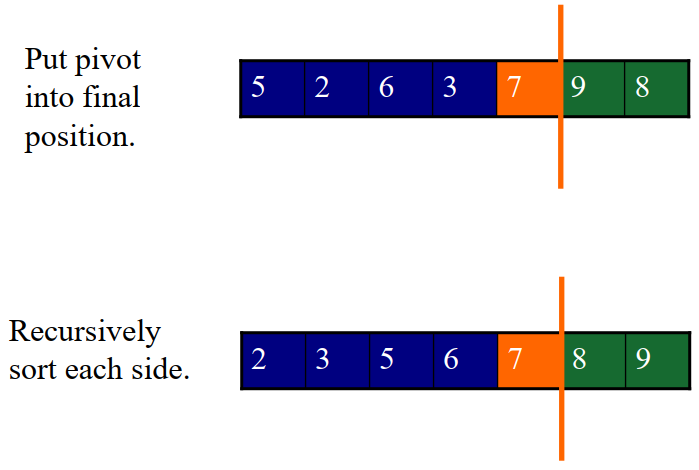 Put pivot
into final
position.
5 2 6 3 7 9 8
Recursively
sort each side.
2 3 5 6 7 8 9